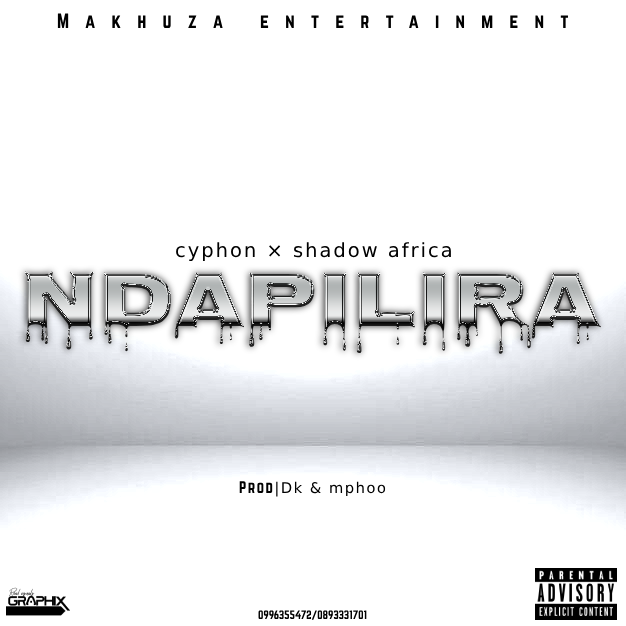 Makhuza entertainment
cyphon × shadow africa
NDAPILIRA
Prod|Dk & mphoo
GRAPHIX
0996355472/0893331701
PARENTAL
ADVISORY
EXPLICIT CONTENT